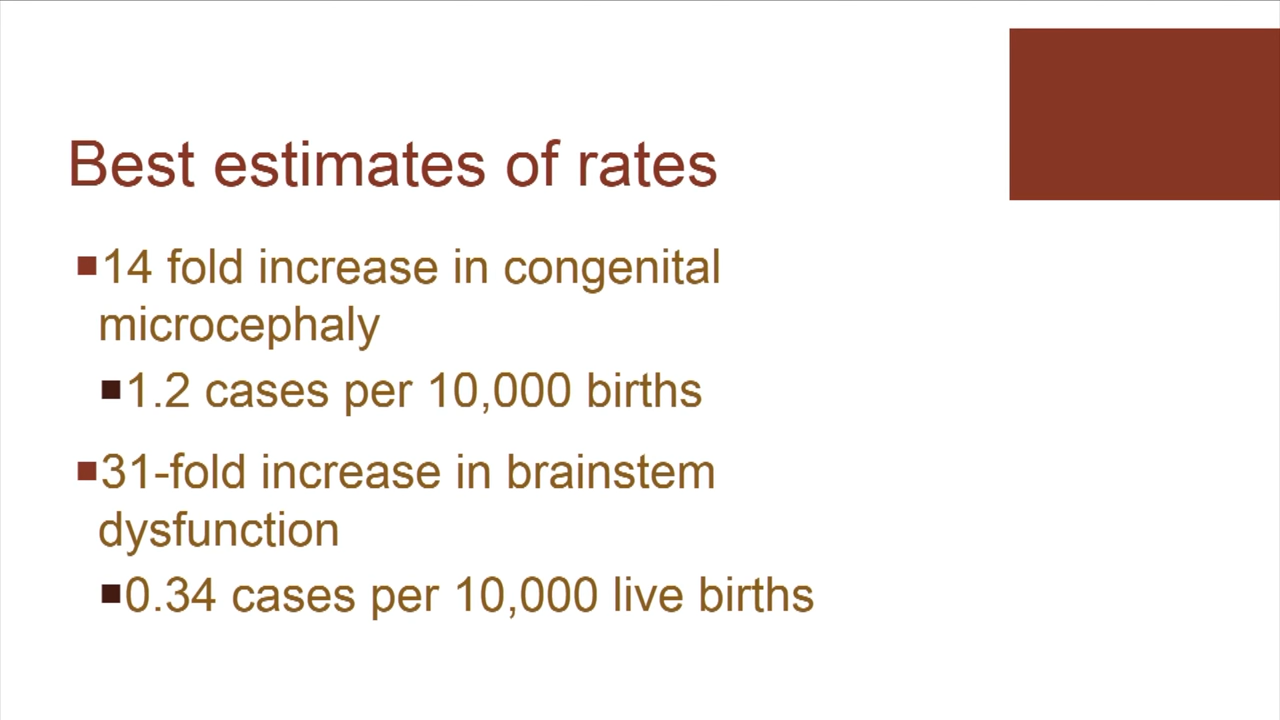 Best estimates of rates
14 fold increase in congenital
microcephaly
1.2 cases per 10,000 births
31-fold increase in brainstem
dysfunction
0.34 cases per 10,000 live births